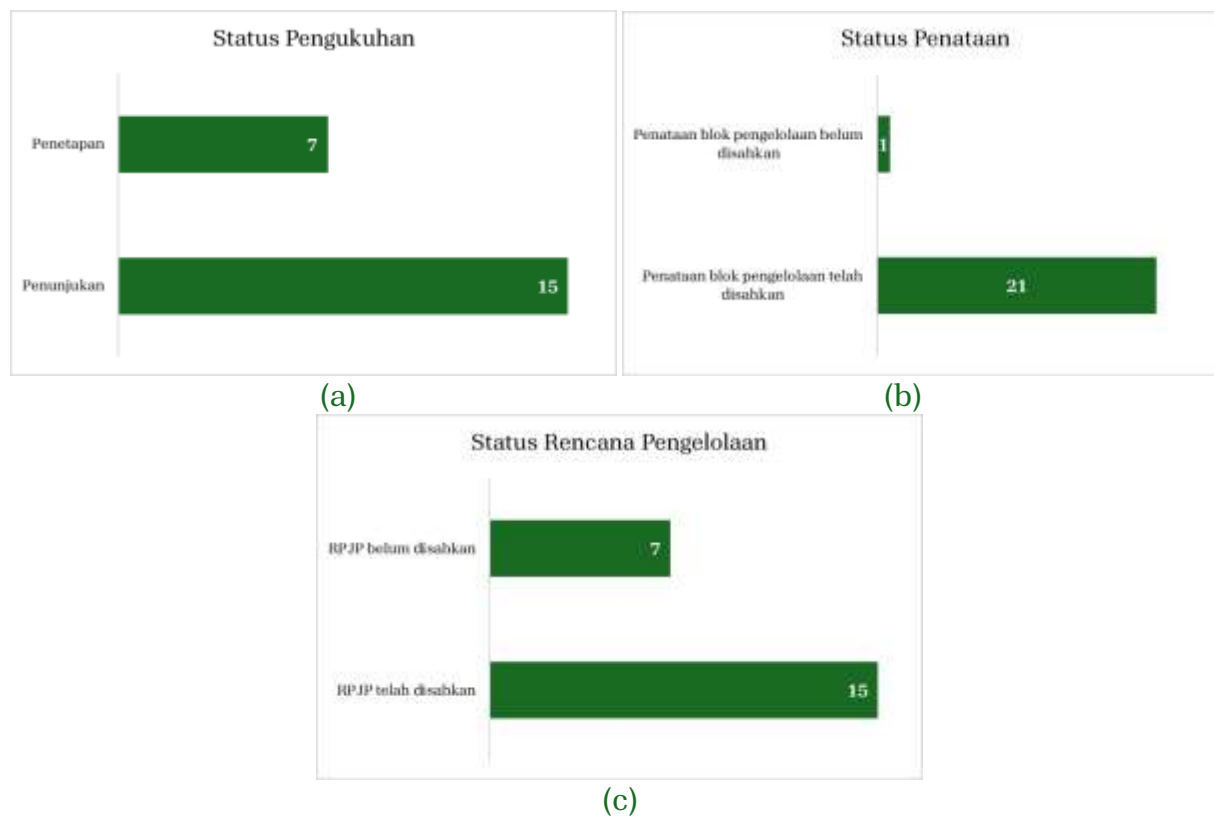 Status Pengukuhan
Penetapan
7
Penunjukan
15
(a)
Status Penataan
Penataan blok pengelolaan belum
disahkan
1
Penataan blok pengelolaan telah
disahkan
21
(b)
Status Rencana Pengelolaan
RPJP belum disahkan
7
RPJP telah disahkan
15
(c)